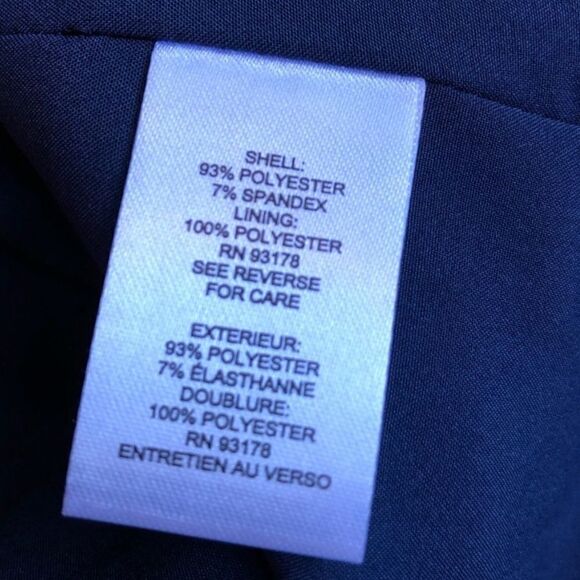 SHELL:
93% POLYESTER
7% SPANDEX
LINING:
100% POLYESTER
RN 93178
SEE REVERSE
FOR CARE
EXTERIEUR:
93% POLYESTER
7% ÉLASTHANNE
DOUBLURE:
100% POLYESTER
RN 93178
ENTRETIEN AU VERSO